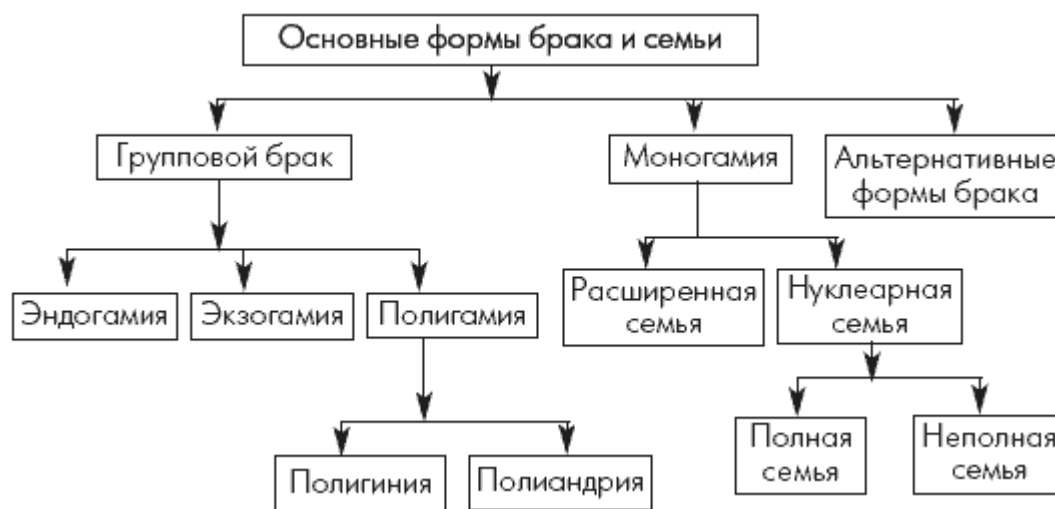 Основные формы брака и семьи
Групповой брак
Моногамия
Альтернативные
формы брака
Эндогамия
Экзогамия
Полигамия
Расширенная
семья
Нуклеарная
семья
Полигиния
Полиандрия
Полная
семья
Неполная
семья